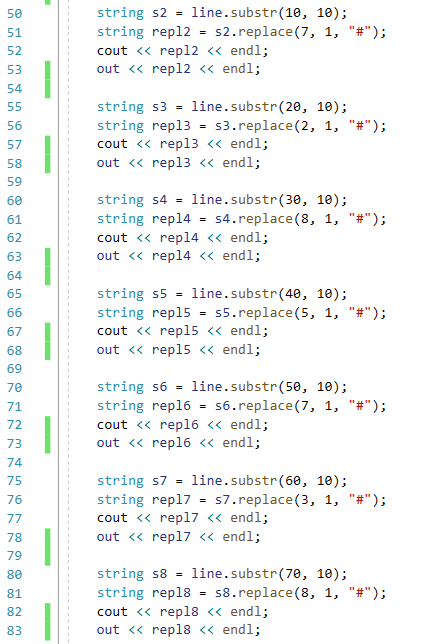 50 string s2 = line.substr(10, 10);
51 string repl2 = s2.replace(7, 1, "#");
52 cout << repl2 << endl;
53 out << repl2 << endl;
54
55 string s3 = line.substr(20, 10);
56 string repl3 = s3.replace(2, 1, "#");
57 cout << repl3 << endl;
58 out << repl3 << endl;
59
60 string s4 = line.substr(30, 10);
61 string repl4 = s4.replace(8, 1, "#");
62 cout << repl4 << endl;
63 out << repl4 << endl;
64
65 string s5 = line.substr(40, 10);
66 string repl5 = s5.replace(5, 1, "#");
67 cout << repl5 << endl;
68 out << repl5 << endl;
69
70 string s6 = line.substr(50, 10);
71 string repl6 = s6.replace(7, 1, "#");
72 cout << repl6 << endl;
73 out << repl6 << endl;
74
75 string s7 = line.substr(60, 10);
76 string repl7 = s7.replace(3, 1, "#");
77 cout << repl7 << endl;
78 out << repl7 << endl;
79
80 string s8 = line.substr(70, 10);
81 string repl8 = s8.replace(8, 1, "#");
82 cout << repl8 << endl;
83 out << repl8 << endl;